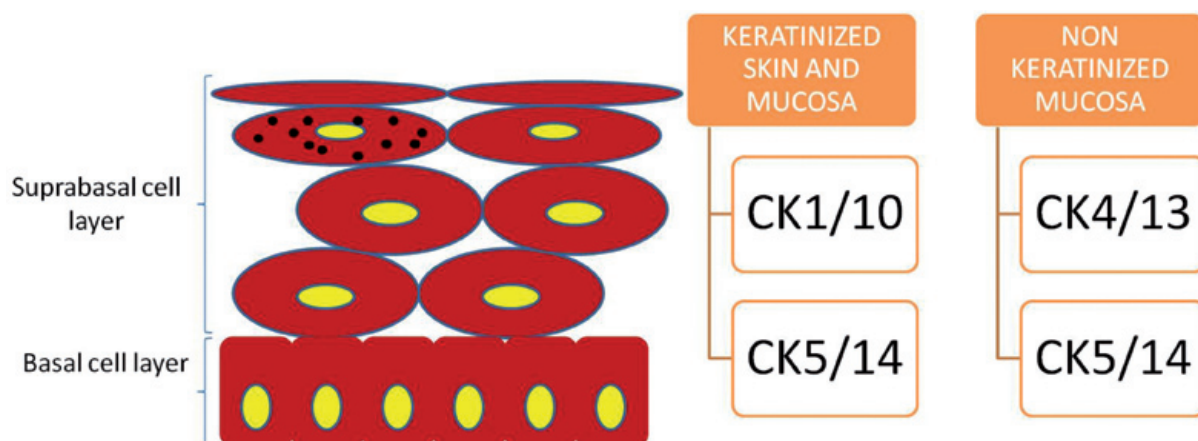 Suprabasal cell
layer
Basal cell layer
KERATINIZED
SKIN AND
MUCOSA
CK1/10
CK5/14
NON
KERATINIZED
MUCOSA
CK4/13
CK5/14